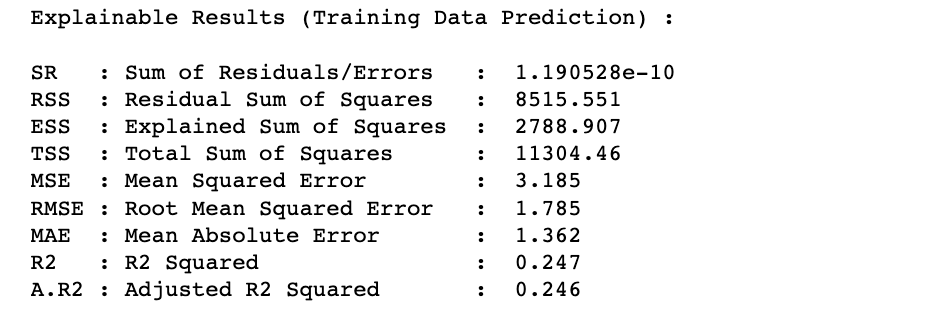 Explainable Results (Training Data Prediction) :
SR : Sum of Residuals/Errors : 1.190528e-10
RSS : Residual Sum of Squares : 8515.551
ESS : Explained Sum of Squares : 2788.907
TSS : Total Sum of Squares : 11304.46
MSE : Mean Squared Error : 3.185
RMSE : Root Mean Squared Error : 1.785
MAE : Mean Absolute Error : 1.362
R2 : R2 Squared : 0.247
A.R2 : Adjusted R2 Squared : 0.246